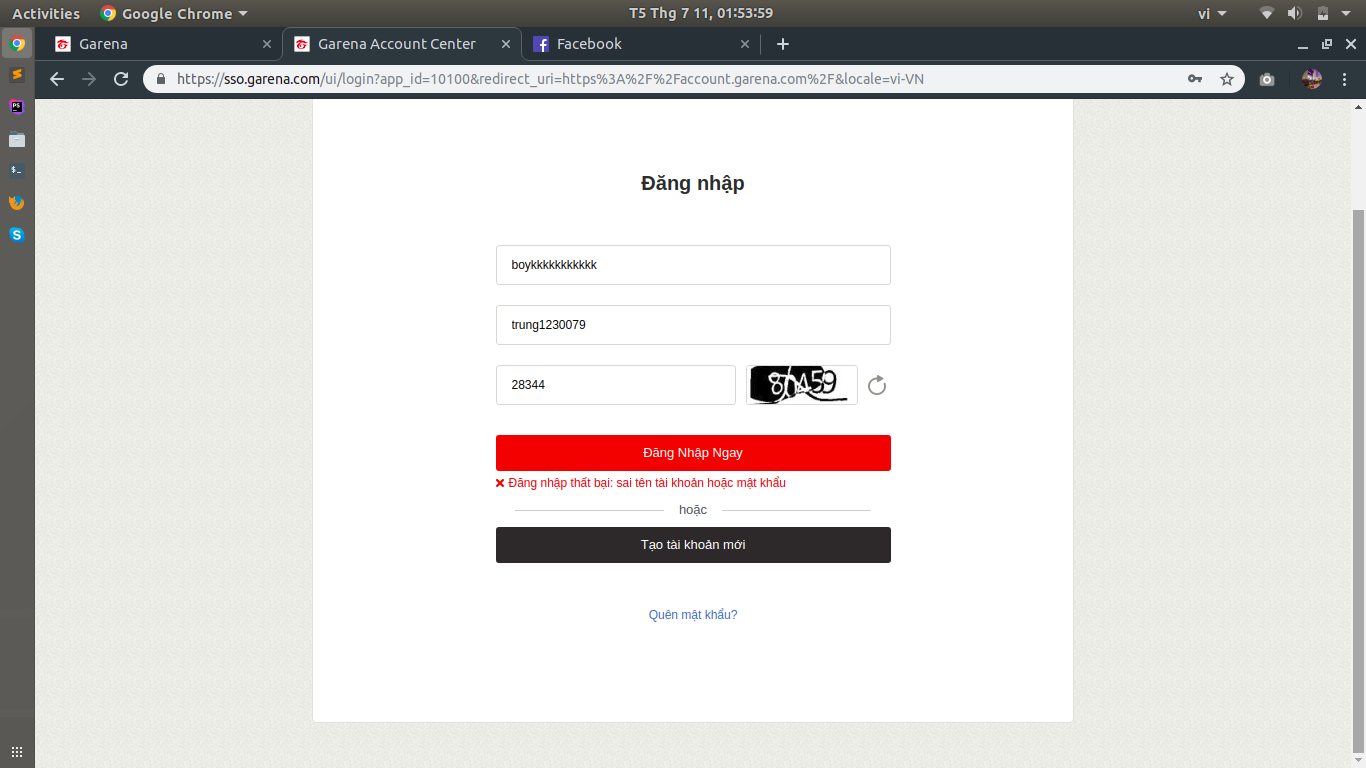 Activities Google Chrome T5 Thg 7 11, 01:53:59 vi
Garena Garena Account Center Facebook
https://sso.garena.com/ui/login?app_id=10100&redirect_uri=https%3A%2F%2Faccount.garena.com%2F&locale=vi-VN
Đăng nhập
boykkkkkkkkkkk
trung1230079
28344
Đăng Nhập Ngay
Đăng nhập thất bại: sai tên tài khoản hoặc mật khẩu
hoặc
Tạo tài khoản mới
Quên mật khẩu?